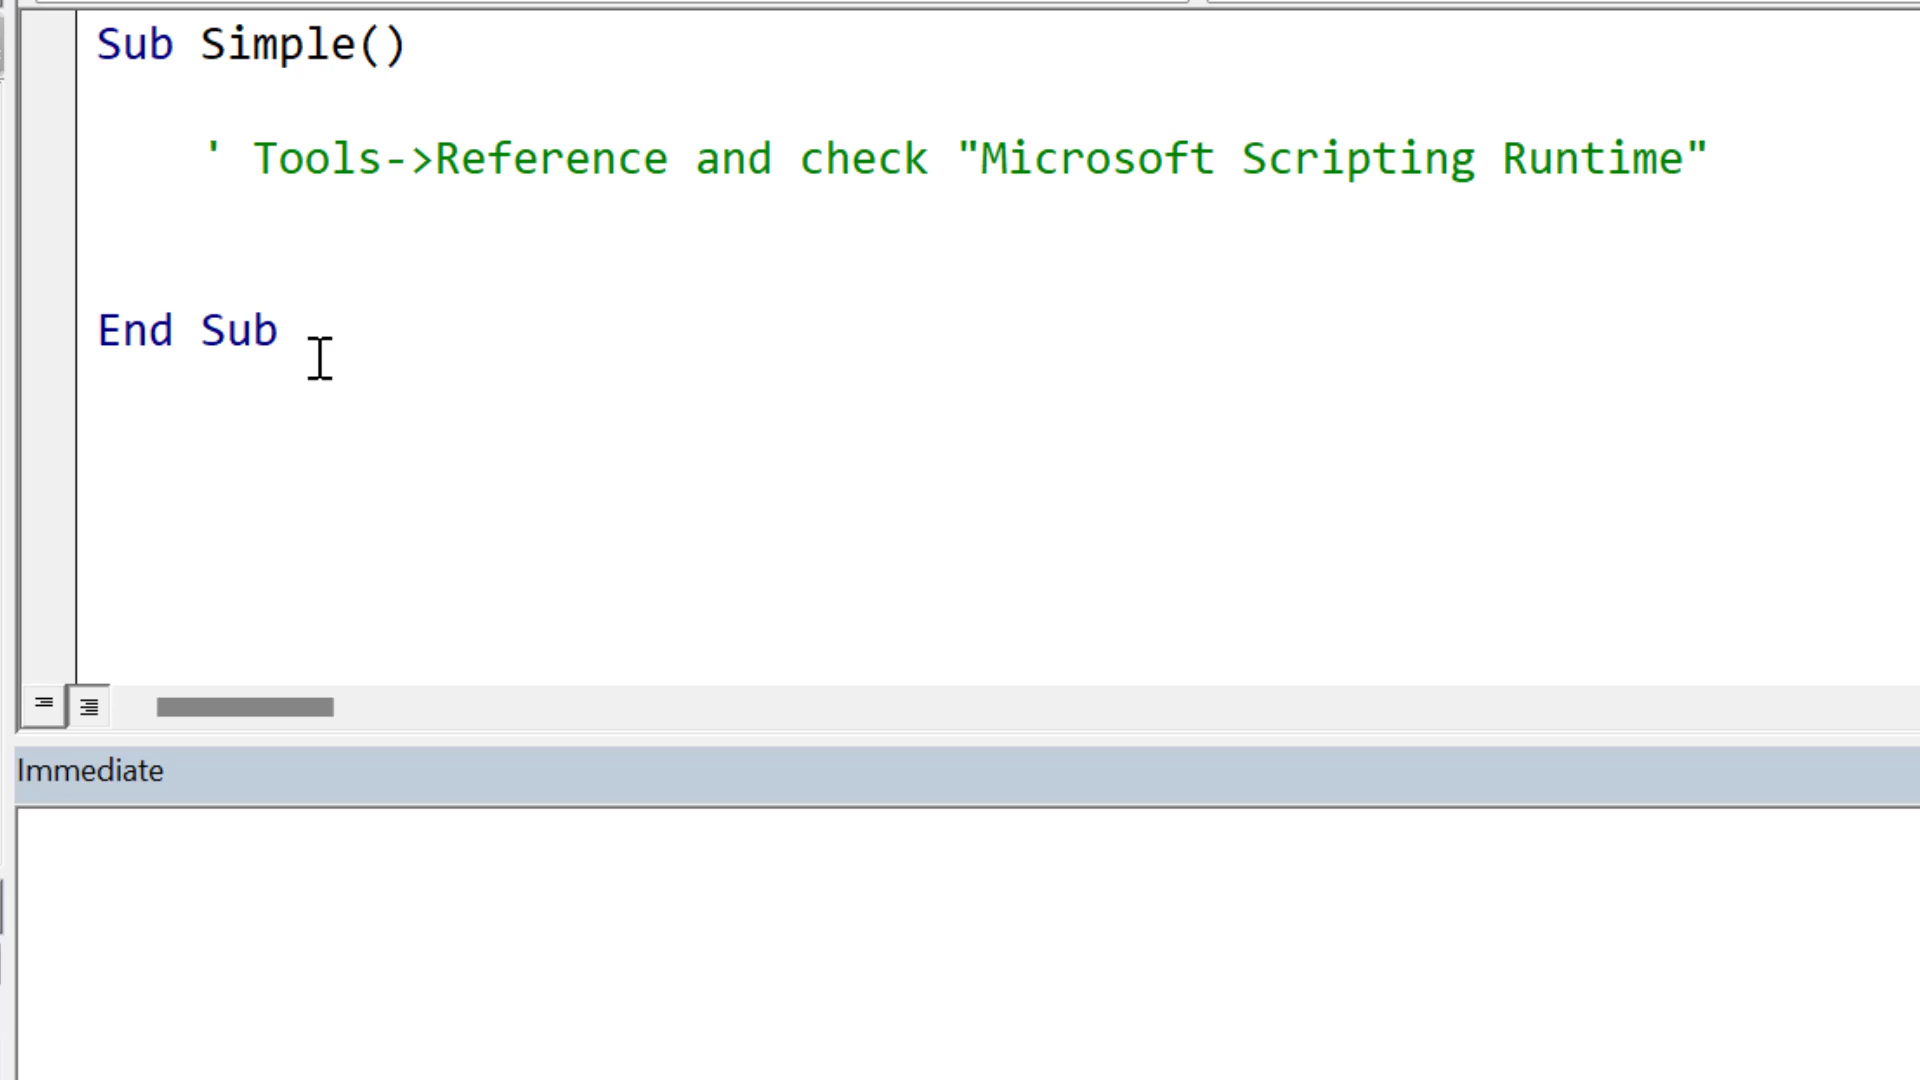 Sub Simple()
' Tools->Reference and check "Microsoft Scripting Runtime"
End Sub
Immediate